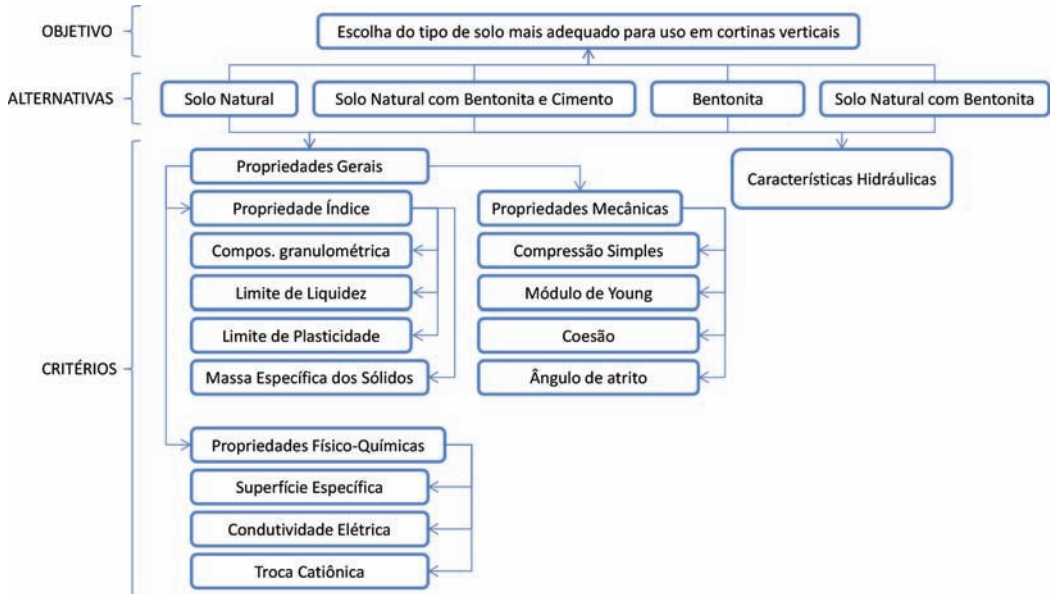 OBJETIVO
Escolha do tipo de solo mais adequado para uso em cortinas verticais
ALTERNATIVAS
Solo Natural
Solo Natural com Bentonita e Cimento
Bentonita
Solo Natural com Bentonita
CRITÉRIOS
Propriedades Gerais
Características Hidráulicas
Propriedade Índice
Compos. granulométrica
Limite de Liquidez
Limite de Plasticidade
Massa Específica dos Sólidos
Propriedades Mecânicas
Compressão Simples
Módulo de Young
Coesão
Ângulo de atrito
Propriedades Físico-Químicas
Superfície Específica
Condutividade Elétrica
Troca Catiônica